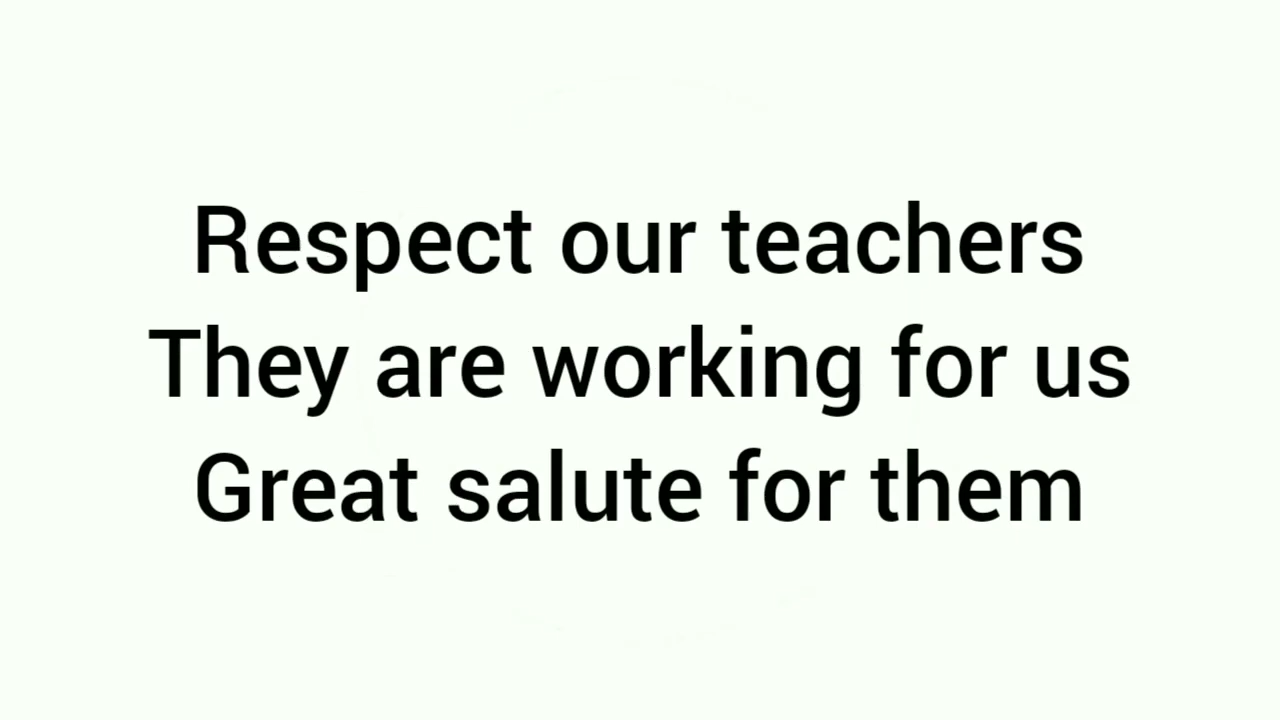 Respect our teachers
They are working for us
Great salute for them